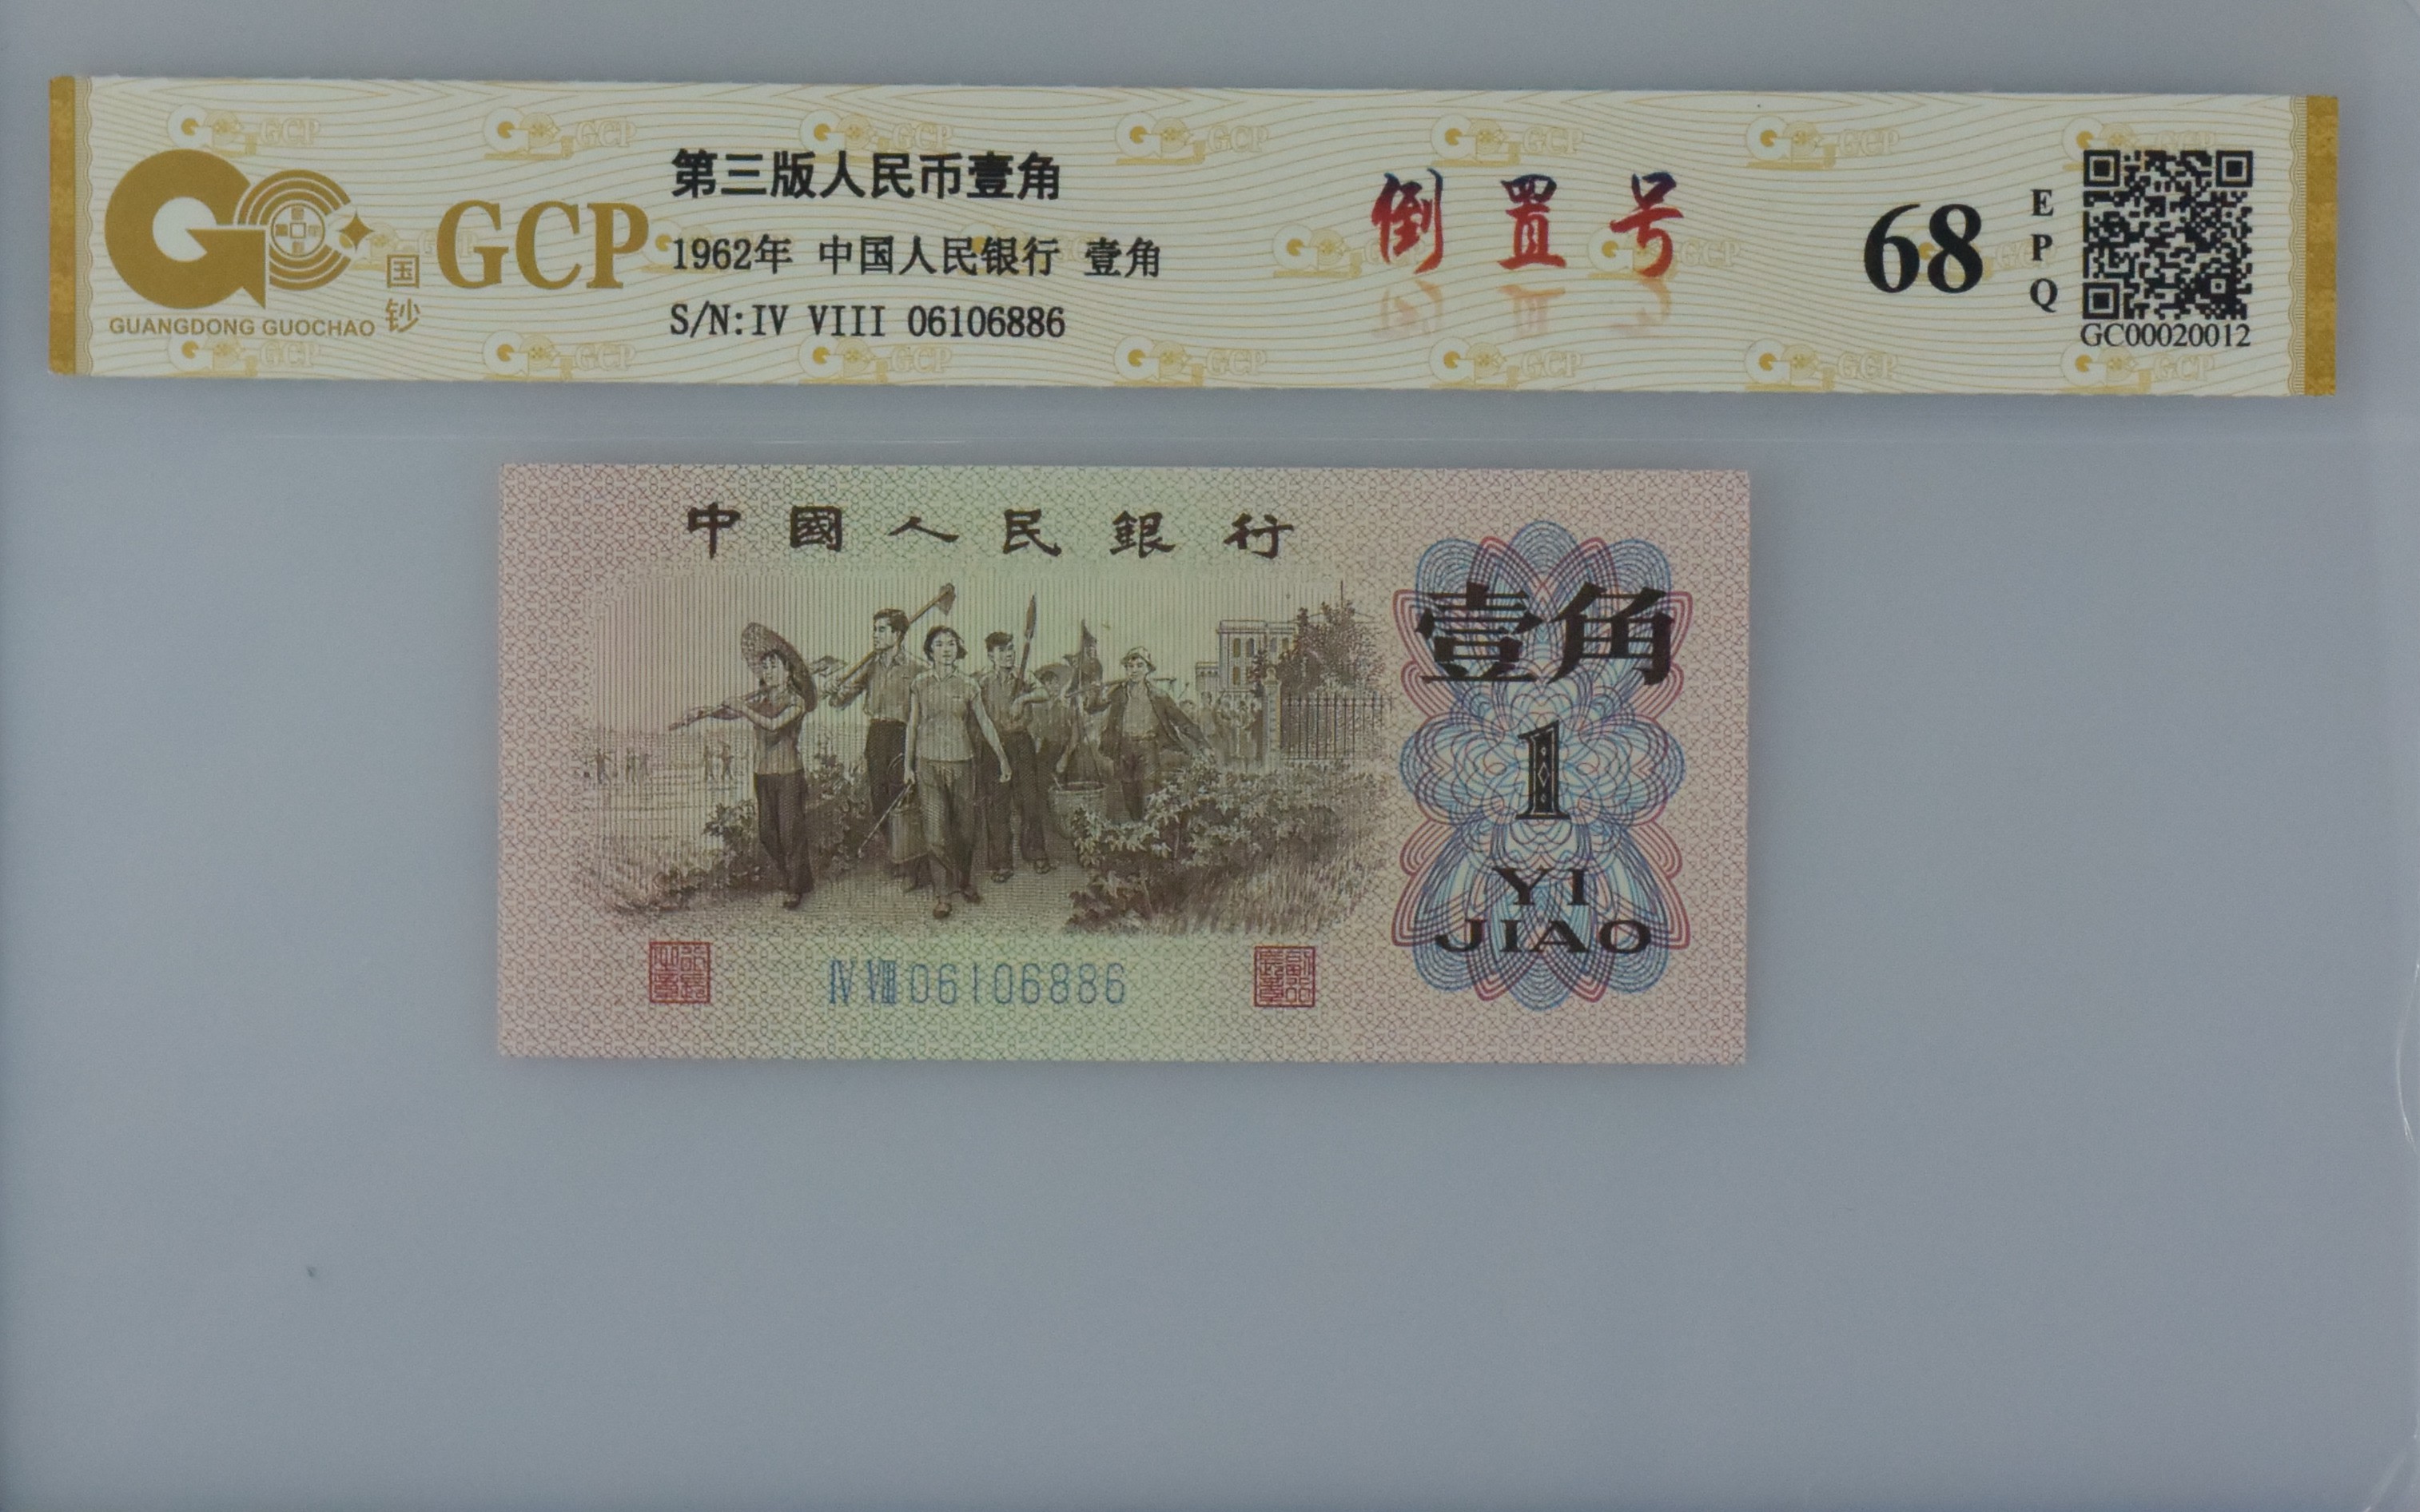 GCP
国钞
GUANGDONG GUOCHAO
第三版人民币壹角
1962年 中国人民银行 壹角
S/N:IV VIII 06106886
倒置号
68
EPQ
GC00020012
中國人民銀行
壹角
1
YI
JIAO
IV VIII 06106886